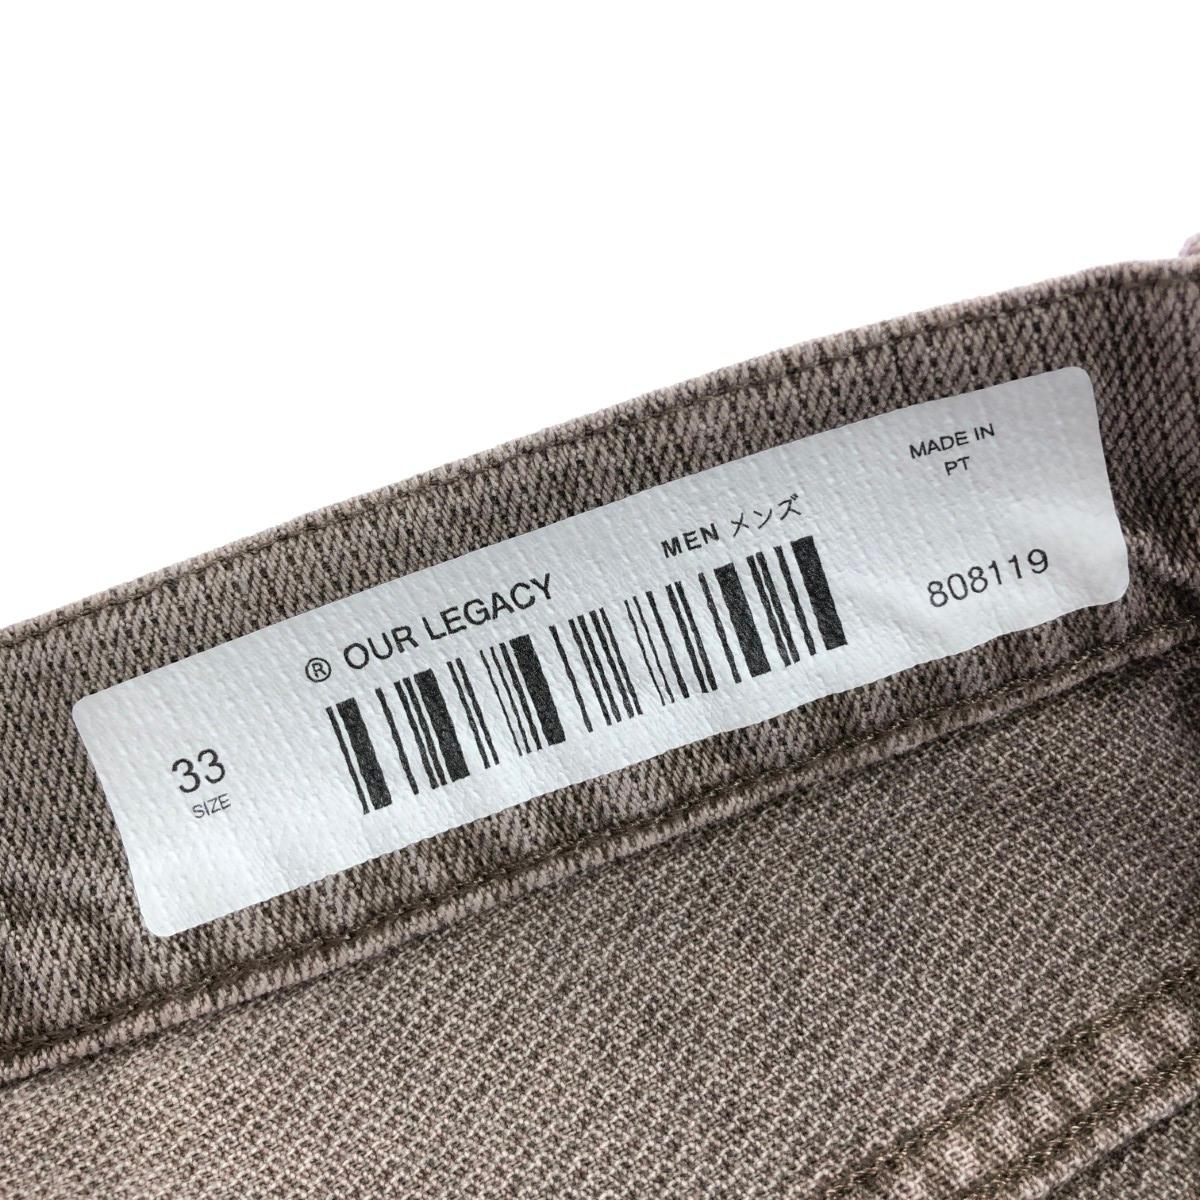 ® OUR LEGACY
MEN メンズ
MADE IN
PT
33
SIZE
808119